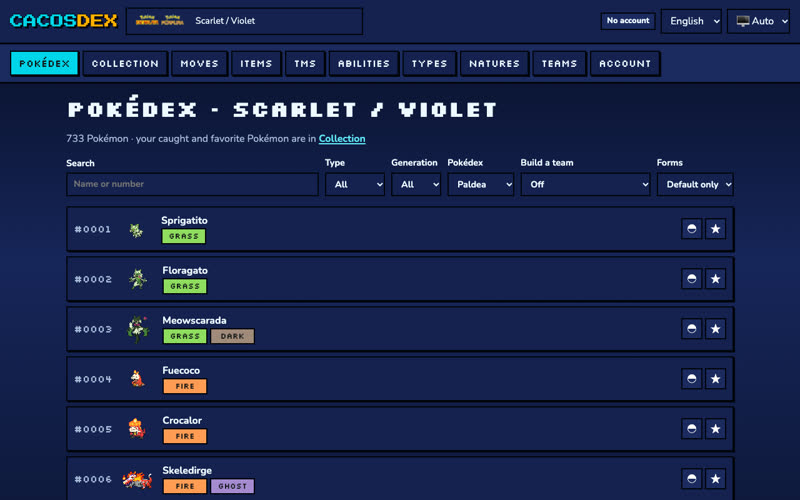 CACOSDEX
Scarlet / Violet
No account
English
Auto
POKÉDEX
COLLECTION
MOVES
ITEMS
TMS
ABILITIES
TYPES
NATURES
TEAMS
ACCOUNT
POKÉDEX - SCARLET / VIOLET
733 Pokémon · your caught and favorite Pokémon are in Collection
Search
Type
Generation
Pokédex
Build a team
Forms
Name or number
All
All
Paldea
Off
Default only
#0001
Sprigatito
GRASS
#0002
Floragato
GRASS
#0003
Meowscarada
GRASS DARK
#0004
Fuecoco
FIRE
#0005
Crocalor
FIRE
#0006
Skeledirge
FIRE GHOST